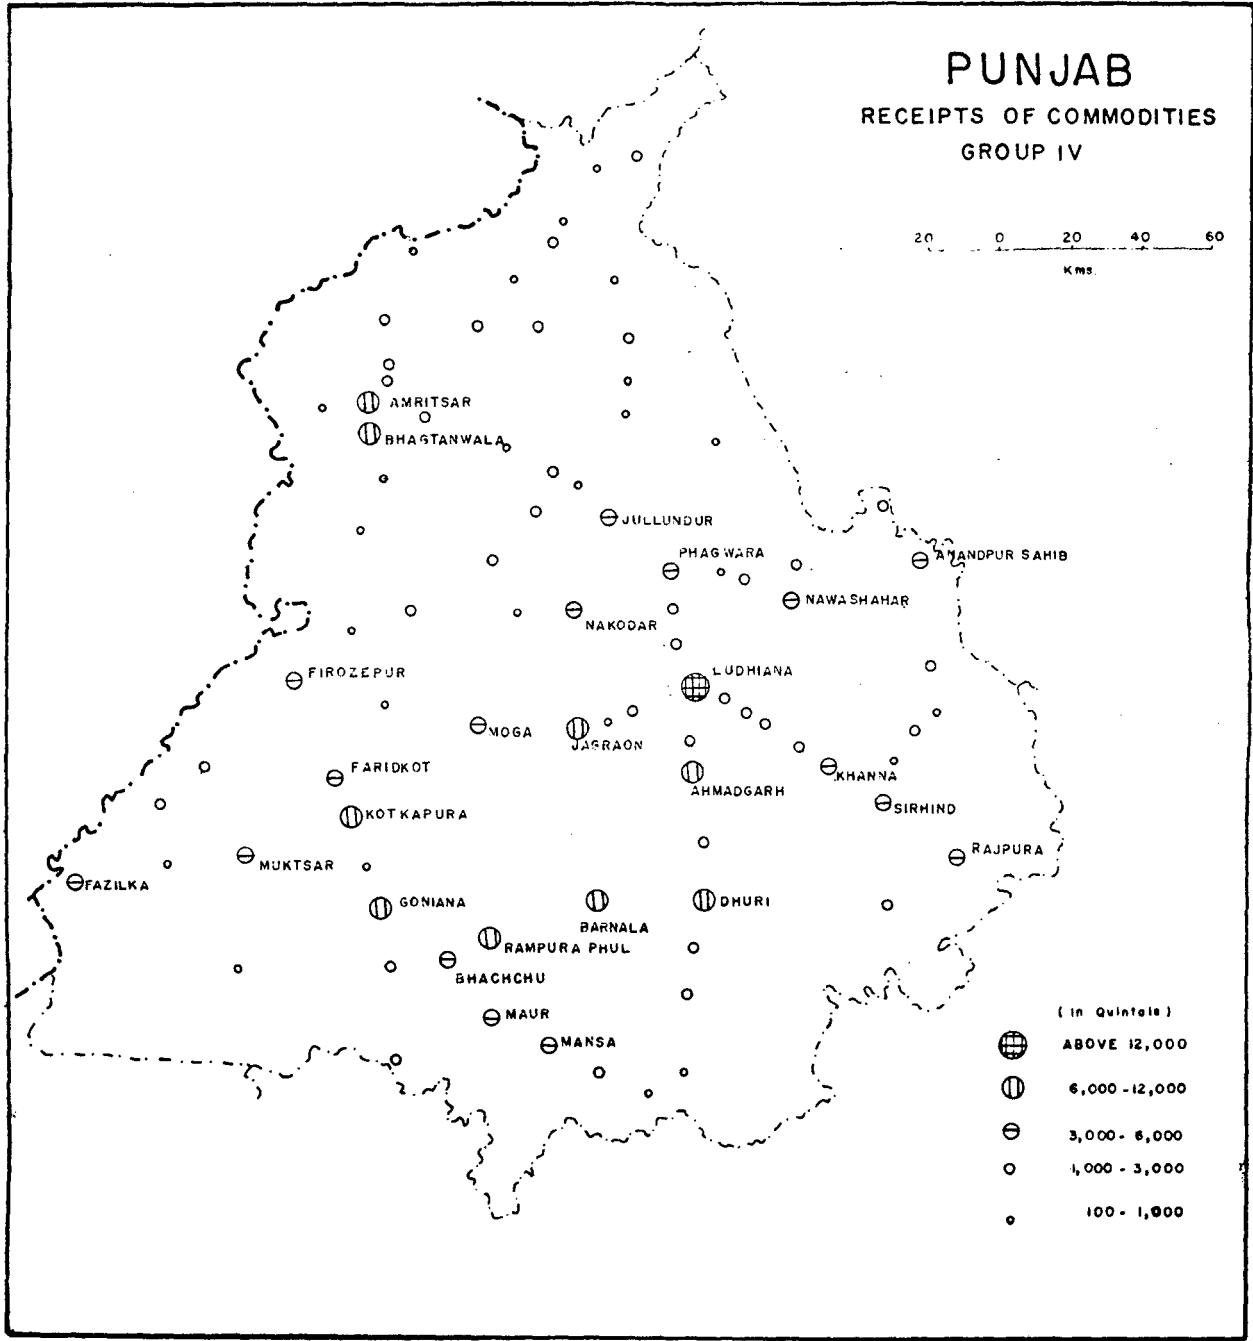 PUNJAB
RECEIPTS OF COMMODITIES
GROUP IV
20 0 20 40 60
Kms.
AMRITSAR
BHAGTANWALA
JULLUNDUR
PHAGWARA
ANANDPUR SAHIB
NAWASHAHAR
NAKODAR
FIROZEPUR
LUDHIANA
MOGA
JAGRAON
FARIDKOT
KHANNA
AHMADGARH
SIRHIND
KOTKAPURA
RAJPURA
MUKTSAR
FAZILKA
GONIANA
DHURI
BARNALA
RAMPURA PHUL
BHACHCHU
MAUR
MANSA
(In Quintals)
ABOVE 12,000
6,000-12,000
3,000-6,000
1,000-3,000
100-1,000